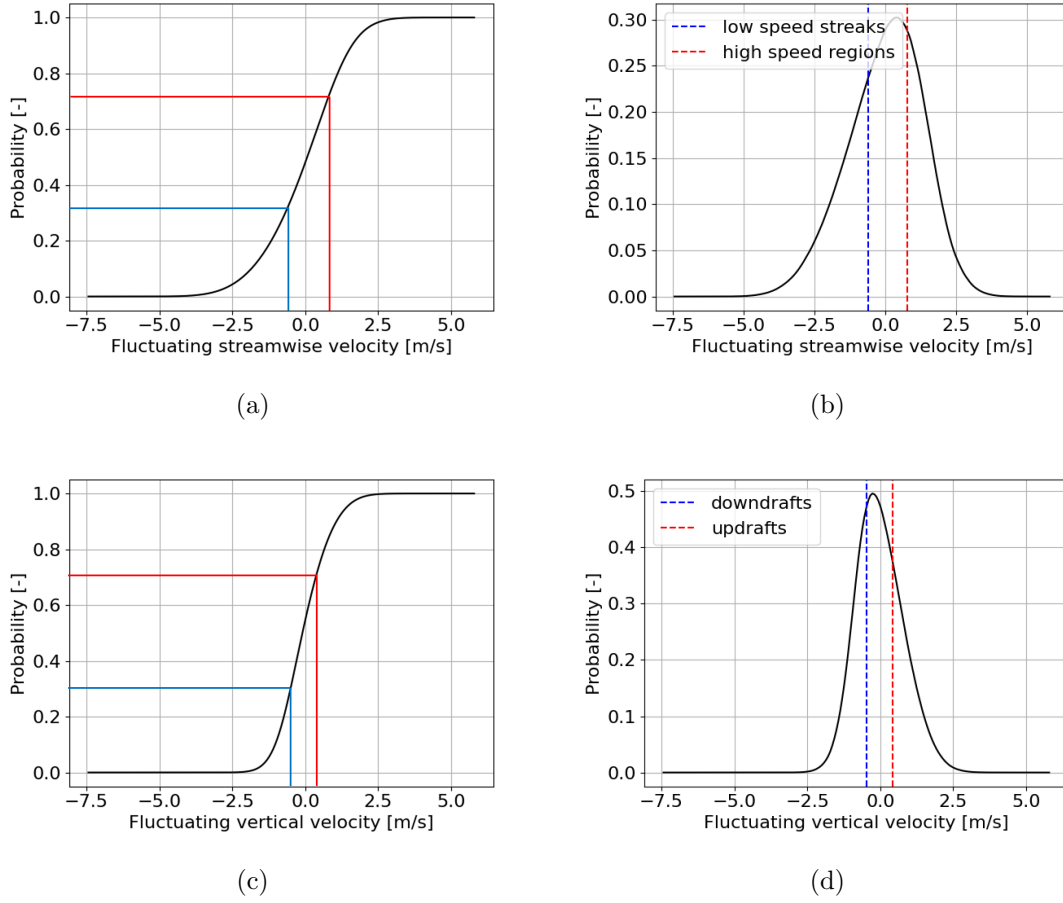 1.0
0.8
0.6
0.4
0.2
0.0
Probability [-]
−7.5 −5.0 −2.5 0.0 2.5 5.0
Fluctuating streamwise velocity [m/s]
(a)
0.30
0.25
0.20
0.15
0.10
0.05
0.00
Probability [-]
low speed streaks
high speed regions
−7.5 −5.0 −2.5 0.0 2.5 5.0
Fluctuating streamwise velocity [m/s]
(b)
1.0
0.8
0.6
0.4
0.2
0.0
Probability [-]
−7.5 −5.0 −2.5 0.0 2.5 5.0
Fluctuating vertical velocity [m/s]
(c)
0.5
0.4
0.3
0.2
0.1
0.0
Probability [-]
downdrafts
updrafts
−7.5 −5.0 −2.5 0.0 2.5 5.0
Fluctuating vertical velocity [m/s]
(d)